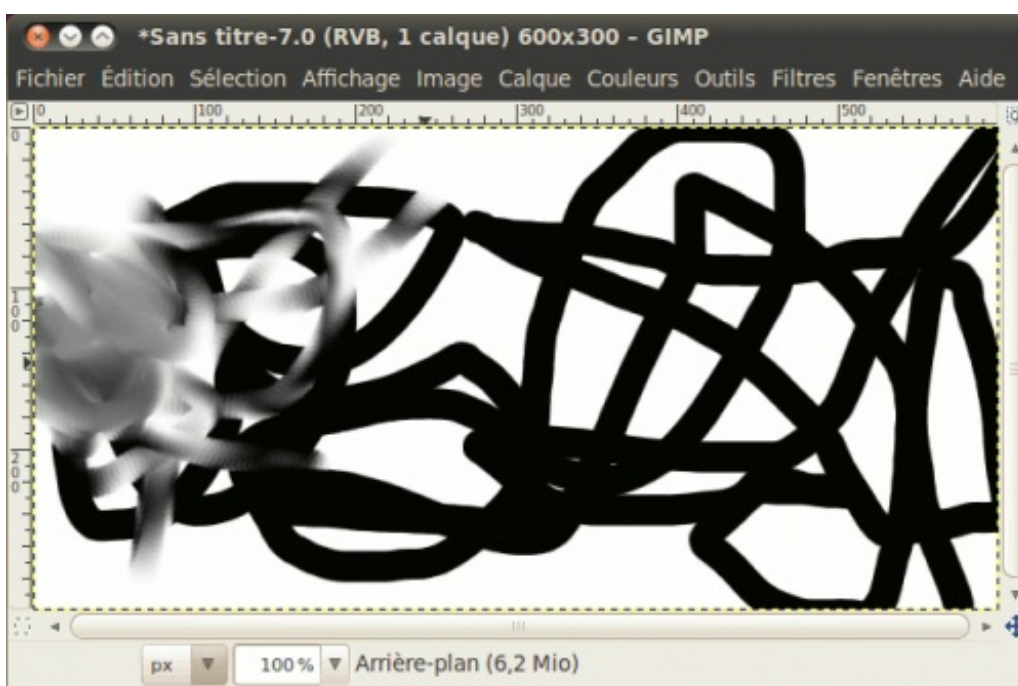 *Sans titre-7.0 (RVB, 1 calque) 600x300 – GIMP
Fichier Édition Sélection Affichage Image Calque Couleurs Outils Filtres Fenêtres Aide
0 100 200 300 400 500
0
100
200
px 100 % Arrière-plan (6,2 Mio)